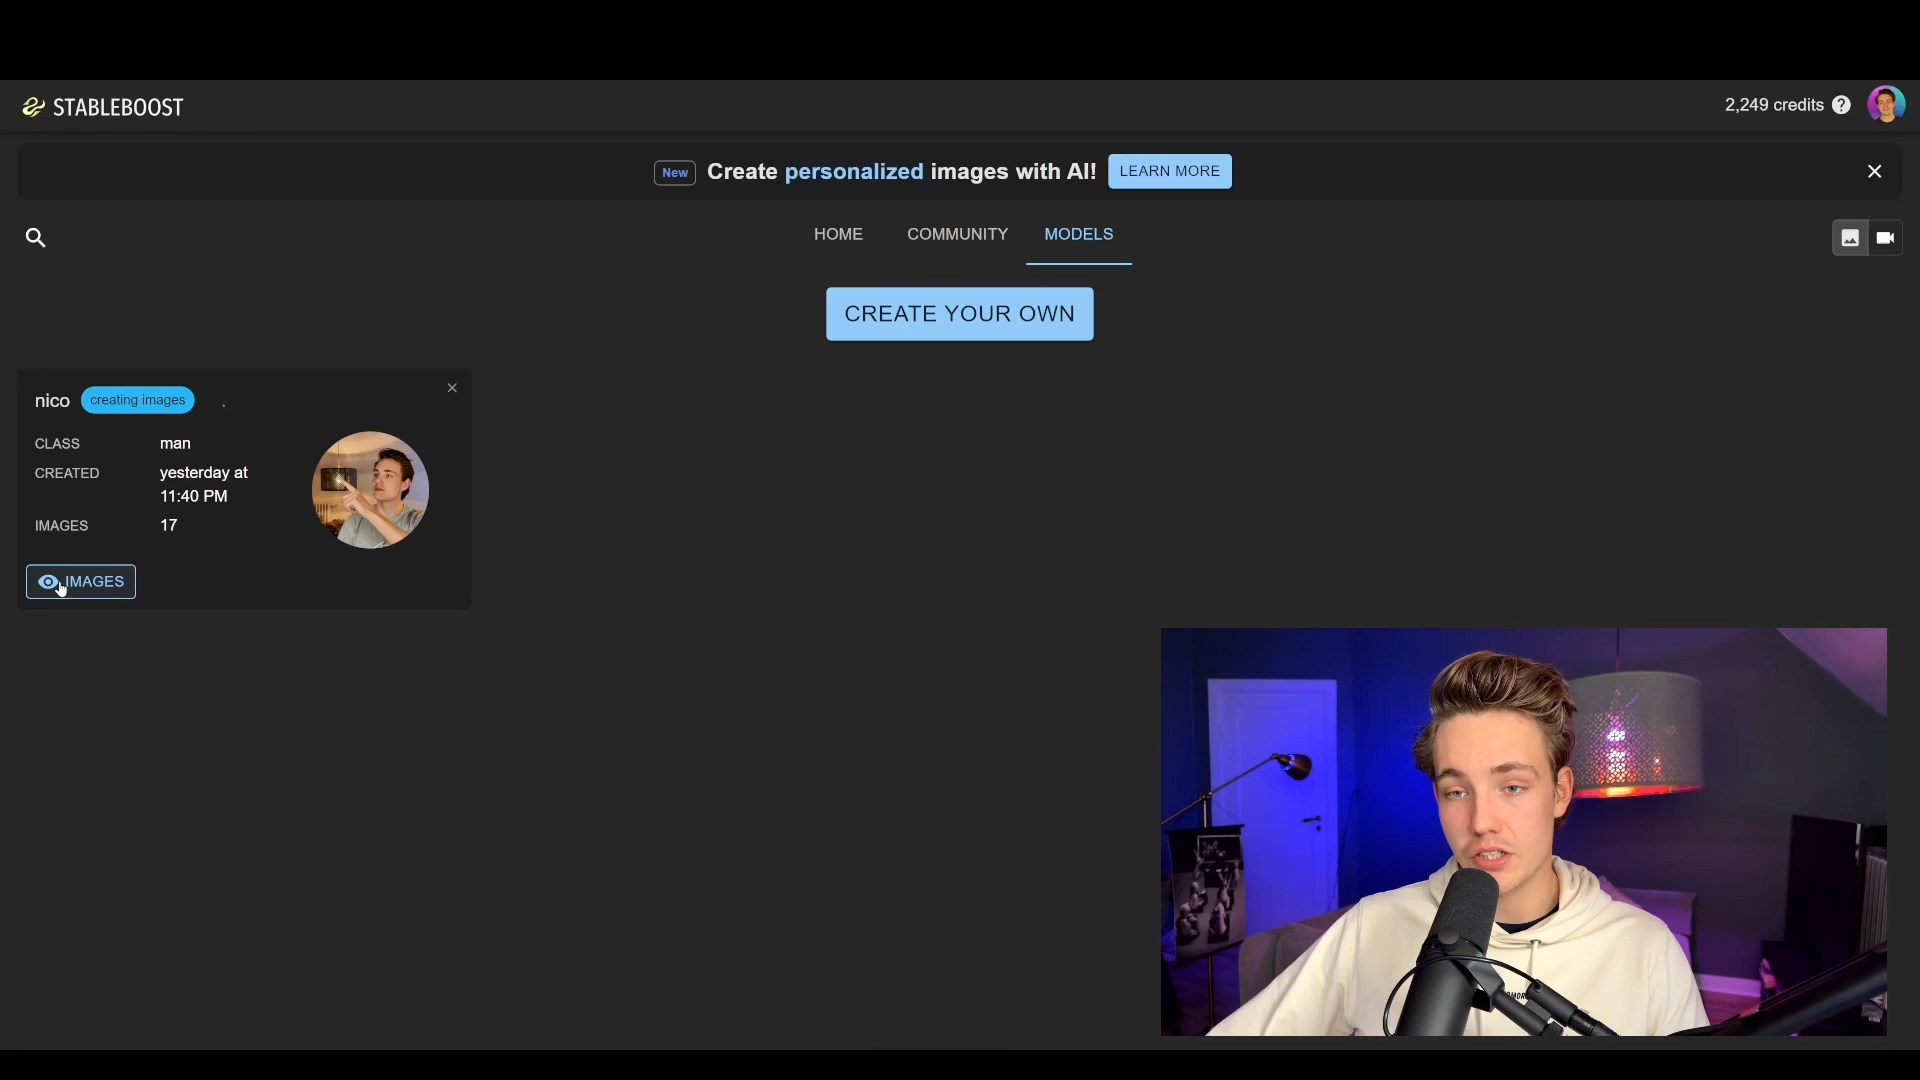 STABLEBOOST
2,249 credits ?
New Create personalized images with AI! LEARN MORE
HOME COMMUNITY MODELS
CREATE YOUR OWN
nico creating images .
CLASS man
CREATED yesterday at
11:40 PM
IMAGES 17
IMAGES